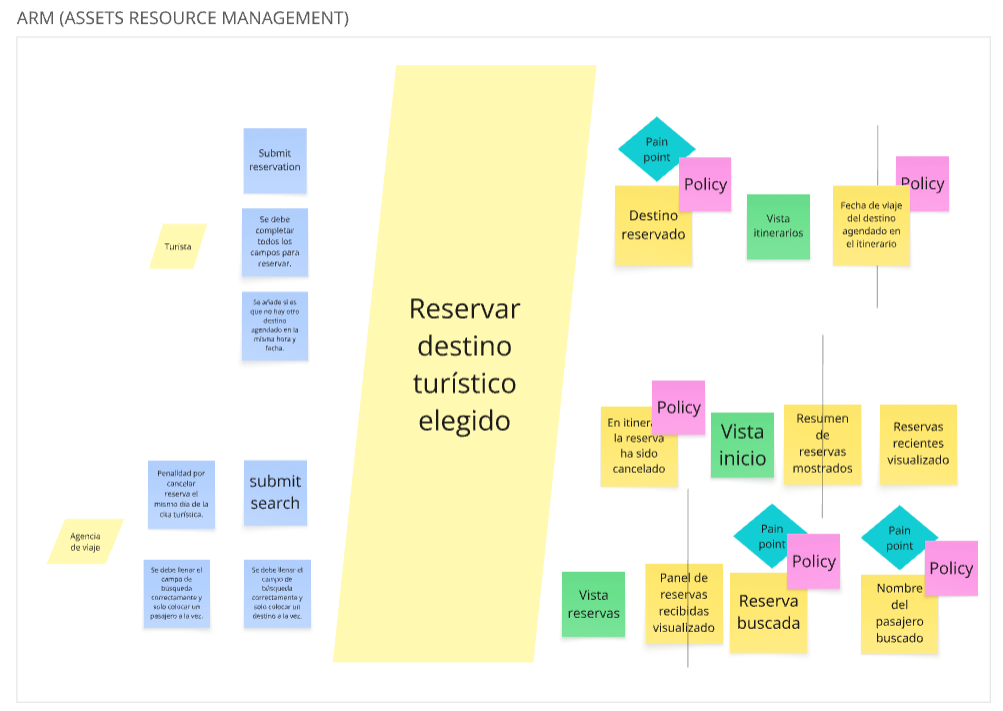 ARM (ASSETS RESOURCE MANAGEMENT)
Submit
reservation
Turista
Se debe
completar
todos los
campos para
reservar.
Se añade si es
que no hay otro
destino
agendado en la
misma hora y
facha.
Penalidad por
cancelar
reserva el
mismo día de la
cita turística.
submit
search
Agencia
de viaje
Se debe llenar el
campo de
búsqueda
correctamente y
solo colocar un
pasajero a la vez.
Se debe llenar el
campo de
búsqueda
correctamente y
solo colocar un
destino a la vez.
Reservar
destino
turístico
elegido
Pain
point
Policy
Destino
reservado
Vista
itinerarios
Policy
Fecha de viaje
del destino
agendado en
el itinerario
Policy
En
la reserva
ha sido
cancelado
Vista
inicio
Resumen
de
reservas
mostrados
Reservas
recientes
visualizado
Vista
reservas
Panel de
reservas
recibidas
visualizado
Pain
point
Policy
Reserva
buscada
Pain
point
Policy
Nombre
del
pasajero
buscado